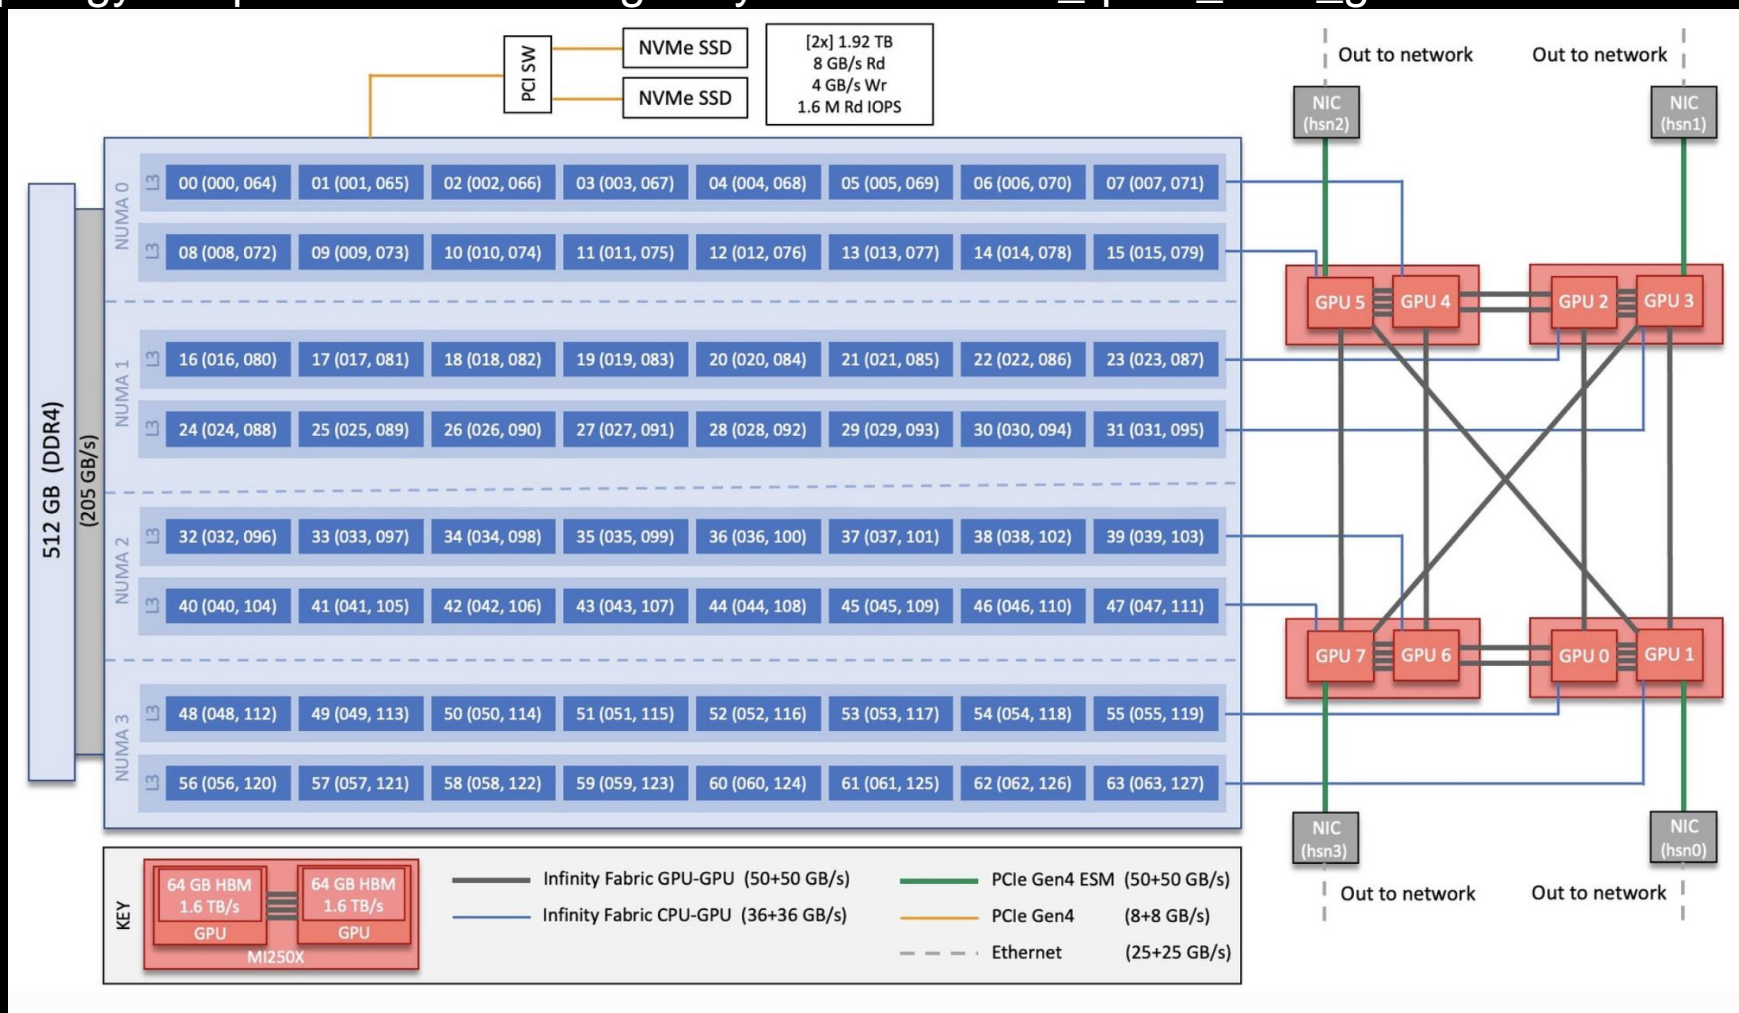 PCI SW
NVMe SSD
NVMe SSD
[2x] 1.92 TB
8 GB/s Rd
4 GB/s Wr
1.6 M Rd IOPS
Out to network
Out to network
NIC
(hsn2)
NIC
(hsn1)
512 GB (DDR4)
(205 GB/s)
NUMA 0
L3
00 (000, 064) 01 (001, 065) 02 (002, 066) 03 (003, 067) 04 (004, 068) 05 (005, 069) 06 (006, 070) 07 (007, 071)
L3
08 (008, 072) 09 (009, 073) 10 (010, 074) 11 (011, 075) 12 (012, 076) 13 (013, 077) 14 (014, 078) 15 (015, 079)
NUMA 1
L3
16 (016, 080) 17 (017, 081) 18 (018, 082) 19 (019, 083) 20 (020, 084) 21 (021, 085) 22 (022, 086) 23 (023, 087)
L3
24 (024, 088) 25 (025, 089) 26 (026, 090) 27 (027, 091) 28 (028, 092) 29 (029, 093) 30 (030, 094) 31 (031, 095)
NUMA 2
L3
32 (032, 096) 33 (033, 097) 34 (034, 098) 35 (035, 099) 36 (036, 100) 37 (037, 101) 38 (038, 102) 39 (039, 103)
L3
40 (040, 104) 41 (041, 105) 42 (042, 106) 43 (043, 107) 44 (044, 108) 45 (045, 109) 46 (046, 110) 47 (047, 111)
NUMA 3
L3
48 (048, 112) 49 (049, 113) 50 (050, 114) 51 (051, 115) 52 (052, 116) 53 (053, 117) 54 (054, 118) 55 (055, 119)
L3
56 (056, 120) 57 (057, 121) 58 (058, 122) 59 (059, 123) 60 (060, 124) 61 (061, 125) 62 (062, 126) 63 (063, 127)
GPU 5 GPU 4 GPU 2 GPU 3
GPU 7 GPU 6 GPU 0 GPU 1
NIC
(hsn3)
NIC
(hsn0)
Out to network
Out to network
KEY
64 GB HBM
1.6 TB/s
GPU
64 GB HBM
1.6 TB/s
GPU
MI250X
Infinity Fabric GPU-GPU (50+50 GB/s)
Infinity Fabric CPU-GPU (36+36 GB/s)
PCIe Gen4 ESM (50+50 GB/s)
PCIe Gen4 (8+8 GB/s)
Ethernet (25+25 GB/s)